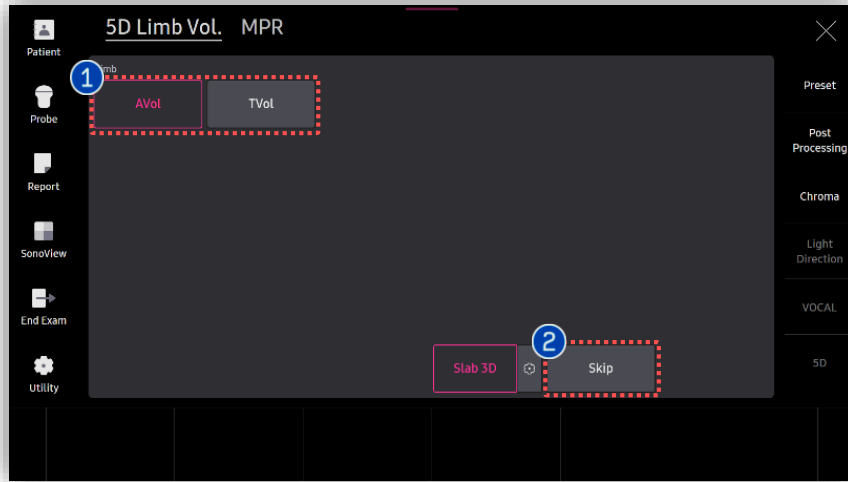 5D Limb Vol. MPR
Patient
Probe
Report
SonoView
End Exam
Utility
1
imb
AVol TVol
2
Slab 3D Skip
Preset
Post
Processing
Chroma
Light
Direction
VOCAL
5D